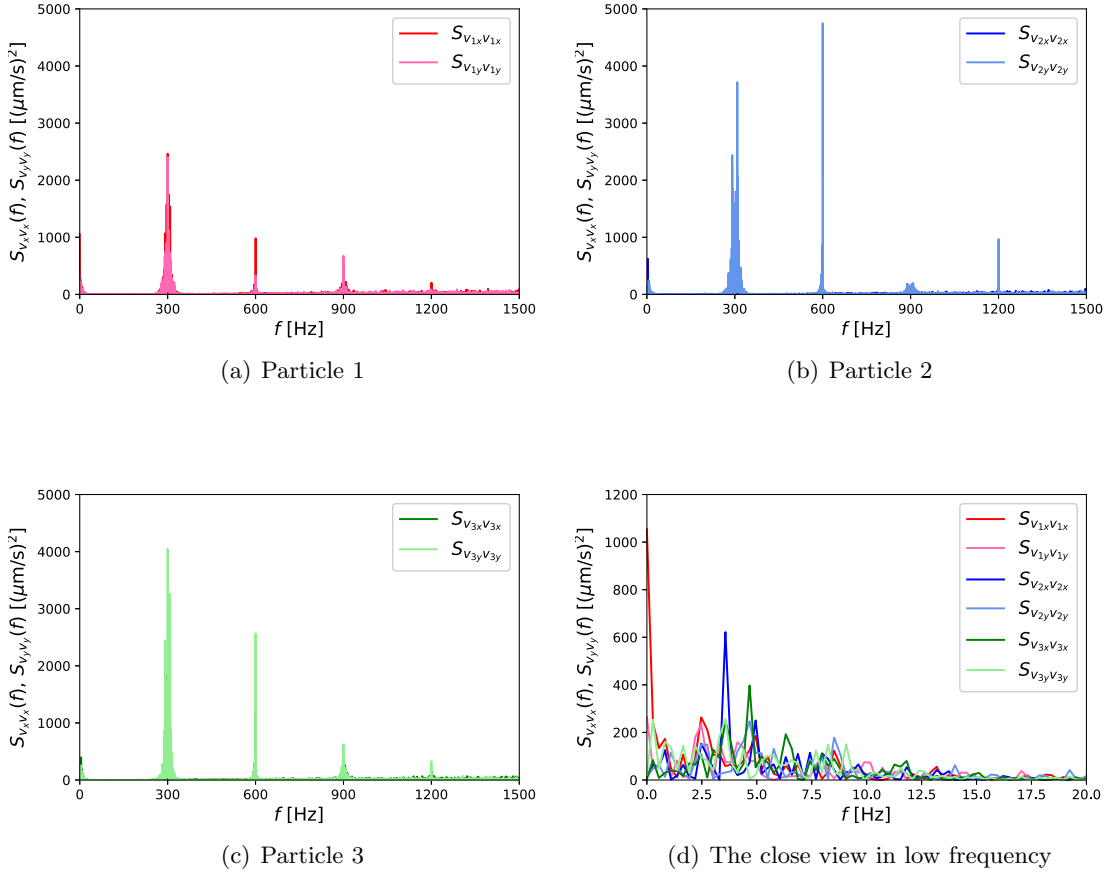 S_{v_x v_x}(f), S_{v_y v_y}(f) [(μm/s)^2]
5000
4000
3000
2000
1000
0
S_{v_{1x}v_{1x}}
S_{v_{1y}v_{1y}}
0 300 600 900 1200 1500
f [Hz]
(a) Particle 1
S_{v_x v_x}(f), S_{v_y v_y}(f) [(μm/s)^2]
5000
4000
3000
2000
1000
0
S_{v_{2x}v_{2x}}
S_{v_{2y}v_{2y}}
0 300 600 900 1200 1500
f [Hz]
(b) Particle 2
S_{v_x v_x}(f), S_{v_y v_y}(f) [(μm/s)^2]
5000
4000
3000
2000
1000
0
S_{v_{3x}v_{3x}}
S_{v_{3y}v_{3y}}
0 300 600 900 1200 1500
f [Hz]
(c) Particle 3
S_{v_x v_x}(f), S_{v_y v_y}(f) [(μm/s)^2]
1200
1000
800
600
400
200
0
S_{v_{1x}v_{1x}}
S_{v_{1y}v_{1y}}
S_{v_{2x}v_{2x}}
S_{v_{2y}v_{2y}}
S_{v_{3x}v_{3x}}
S_{v_{3y}v_{3y}}
0.0 2.5 5.0 7.5 10.0 12.5 15.0 17.5 20.0
f [Hz]
(d) The close view in low frequency